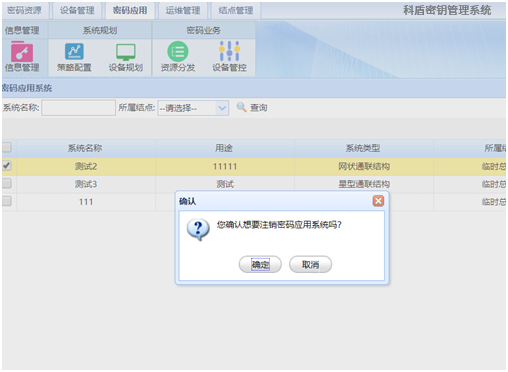 密码资源 设备管理 密码应用 运维管理 结点管理 科盾密钥管理系统
信息管理 系统规划 密码业务
信息管理 策略配置 设备规划 资源分发 设备管控
密码应用系统
系统名称: 所属结点: --请选择-- 查询
系统名称 用途 系统类型 所属
测试2 11111 网状通联结构 临时总
测试3 测试 星型通联结构 临时总
111 临时总
确认
您确认想要注销密码应用系统吗?
确定 取消